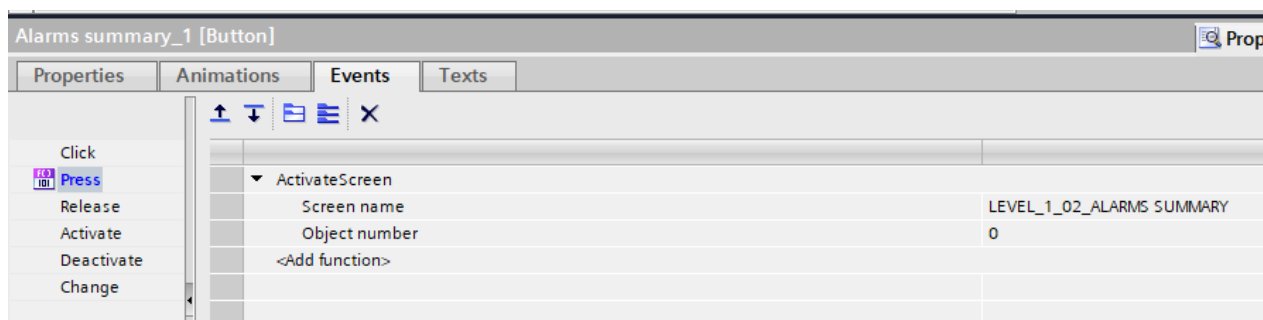 Alarms summary_1 [Button]
Prop
Properties Animations Events Texts
Click
Press
Release
Activate
Deactivate
Change
ActivateScreen
Screen name LEVEL_1_02_ALARMS SUMMARY
Object number 0
<Add function>